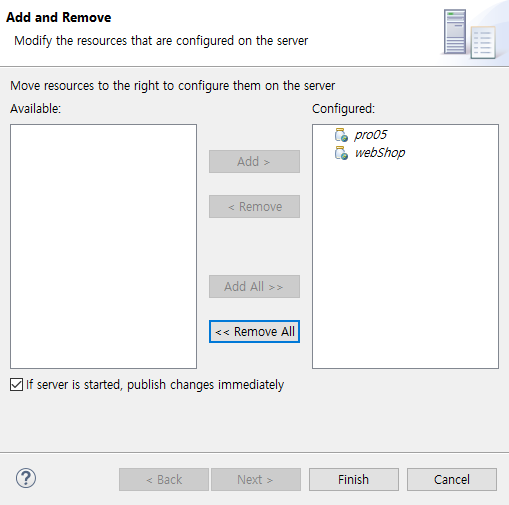 Add and Remove
Modify the resources that are configured on the server
Move resources to the right to configure them on the server
Available:
Configured:
pro05
webShop
Add >
< Remove
Add All >>
<< Remove All
If server is started, publish changes immediately
?
< Back
Next >
Finish
Cancel